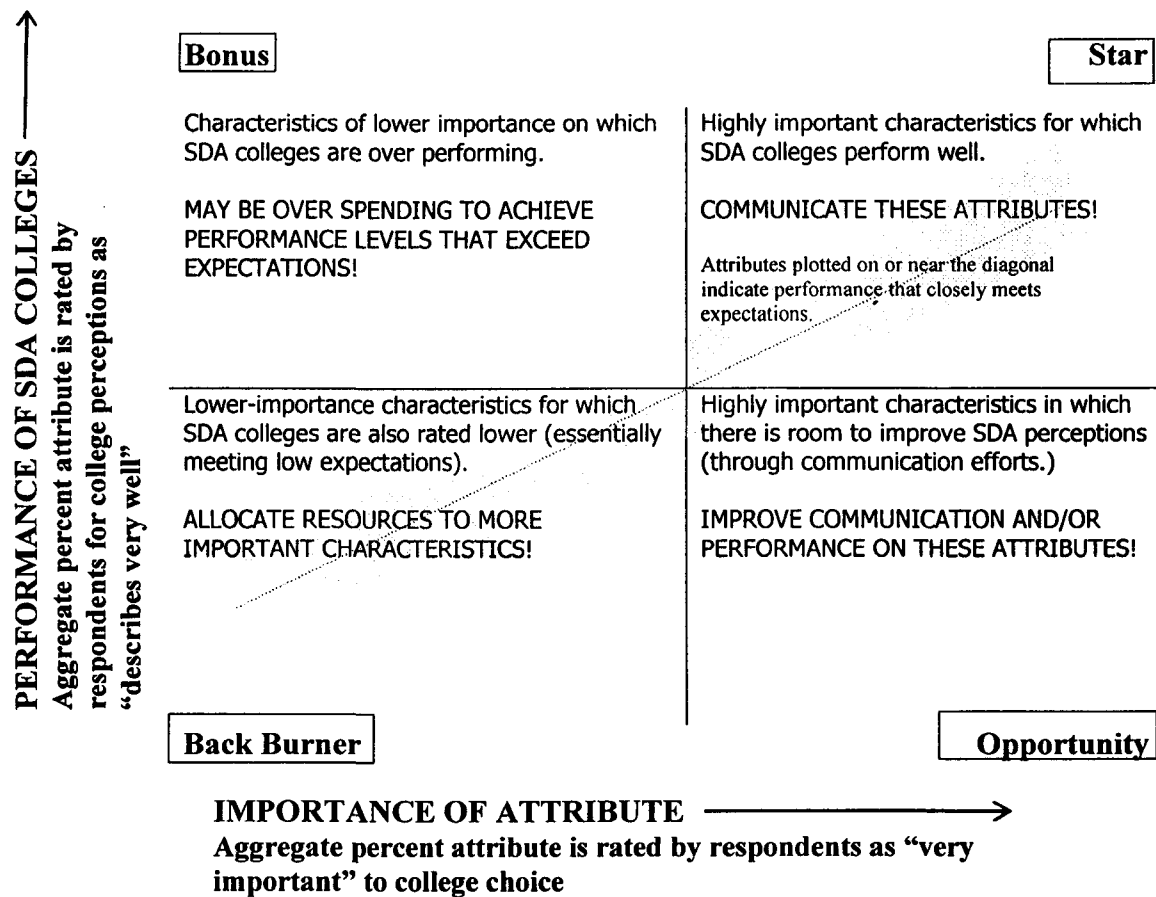 PERFORMANCE OF SDA COLLEGES
Aggregate percent attribute is rated by
respondents for college perceptions as
“describes very well”
Bonus
Star
Characteristics of lower importance on which
SDA colleges are over performing.
MAY BE OVER SPENDING TO ACHIEVE
PERFORMANCE LEVELS THAT EXCEED
EXPECTATIONS!
Highly important characteristics for which
SDA colleges perform well.
COMMUNICATE THESE ATTRIBUTES!
Attributes plotted on or near the diagonal
indicate performance that closely meets
expectations.
Lower-importance characteristics for which
SDA colleges are also rated lower (essentially
meeting low expectations).
ALLOCATE RESOURCES TO MORE
IMPORTANT CHARACTERISTICS!
Highly important characteristics in which
there is room to improve SDA perceptions
(through communication efforts.)
IMPROVE COMMUNICATION AND/OR
PERFORMANCE ON THESE ATTRIBUTES!
Back Burner
Opportunity
IMPORTANCE OF ATTRIBUTE
Aggregate percent attribute is rated by respondents as “very
important” to college choice